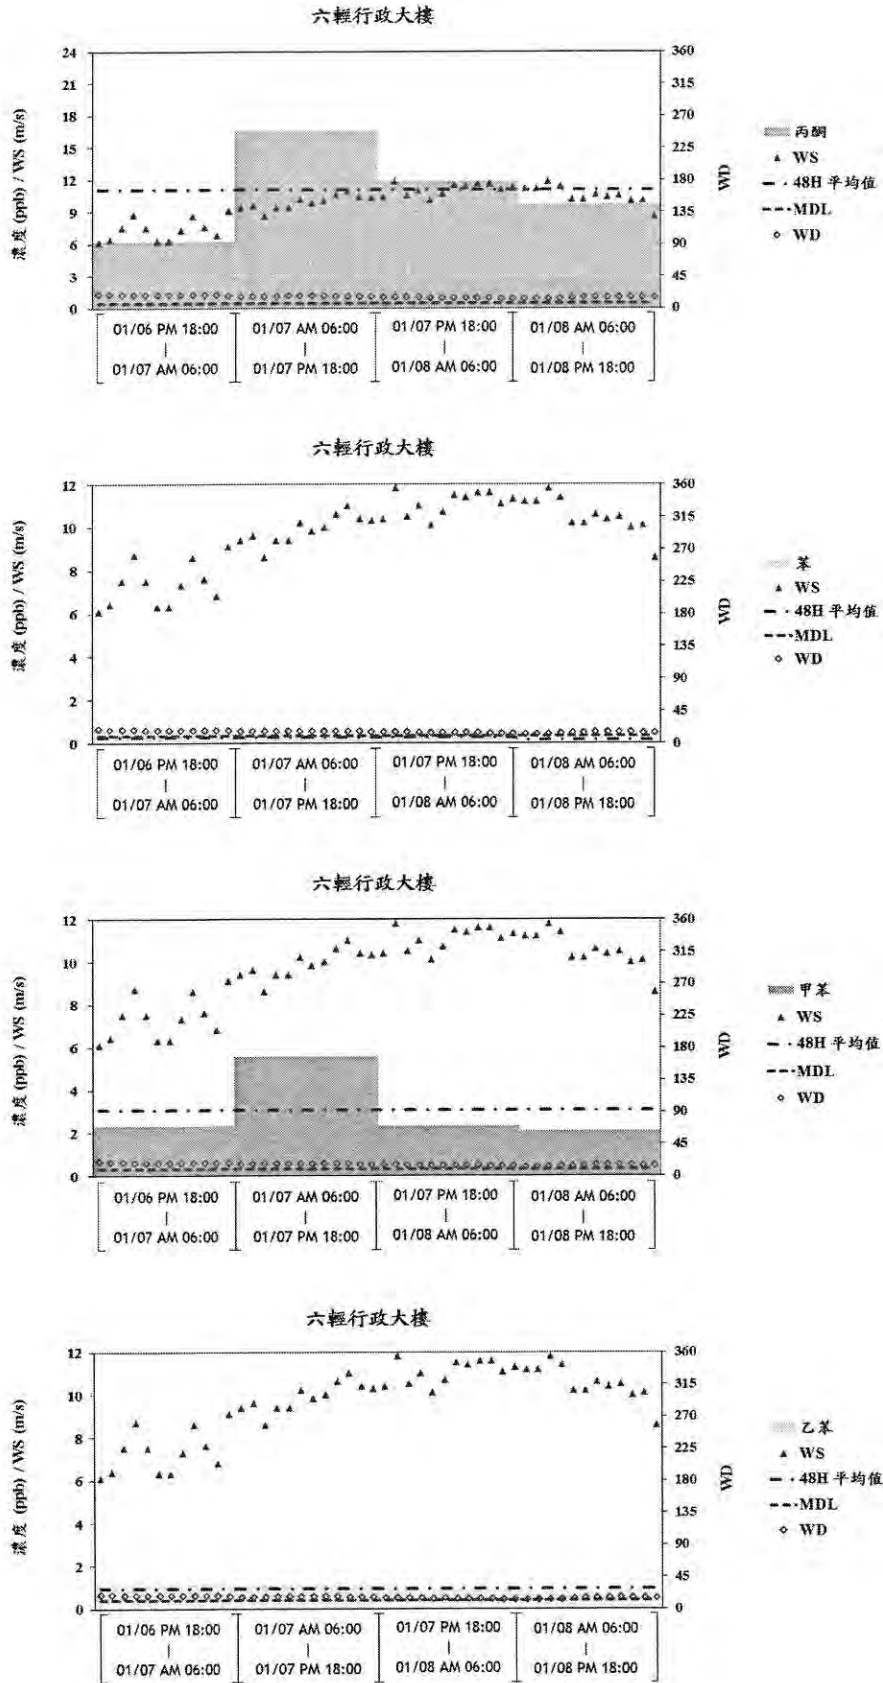 六輕行政大樓
24
21
18
15
12
9
6
3
0
濃度 (ppb) / WS (m/s)
360
315
270
225
180
135
90
45
0
WD
丙酮
WS
48H 平均值
MDL
WD
01/06 PM 18:00
|
01/07 AM 06:00
01/07 AM 06:00
|
01/07 PM 18:00
01/07 PM 18:00
|
01/08 AM 06:00
01/08 AM 06:00
|
01/08 PM 18:00
六輕行政大樓
12
10
8
6
4
2
0
濃度 (ppb) / WS (m/s)
360
315
270
225
180
135
90
45
0
WD
苯
WS
48H 平均值
MDL
WD
01/06 PM 18:00
|
01/07 AM 06:00
01/07 AM 06:00
|
01/07 PM 18:00
01/07 PM 18:00
|
01/08 AM 06:00
01/08 AM 06:00
|
01/08 PM 18:00
六輕行政大樓
12
10
8
6
4
2
0
濃度 (ppb) / WS (m/s)
360
315
270
225
180
135
90
45
0
WD
甲苯
WS
48H 平均值
MDL
WD
01/06 PM 18:00
|
01/07 AM 06:00
01/07 AM 06:00
|
01/07 PM 18:00
01/07 PM 18:00
|
01/08 AM 06:00
01/08 AM 06:00
|
01/08 PM 18:00
六輕行政大樓
12
10
8
6
4
2
0
濃度 (ppb) / WS (m/s)
360
315
270
225
180
135
90
45
0
WD
乙苯
WS
48H 平均值
MDL
WD
01/06 PM 18:00
|
01/07 AM 06:00
01/07 AM 06:00
|
01/07 PM 18:00
01/07 PM 18:00
|
01/08 AM 06:00
01/08 AM 06:00
|
01/08 PM 18:00